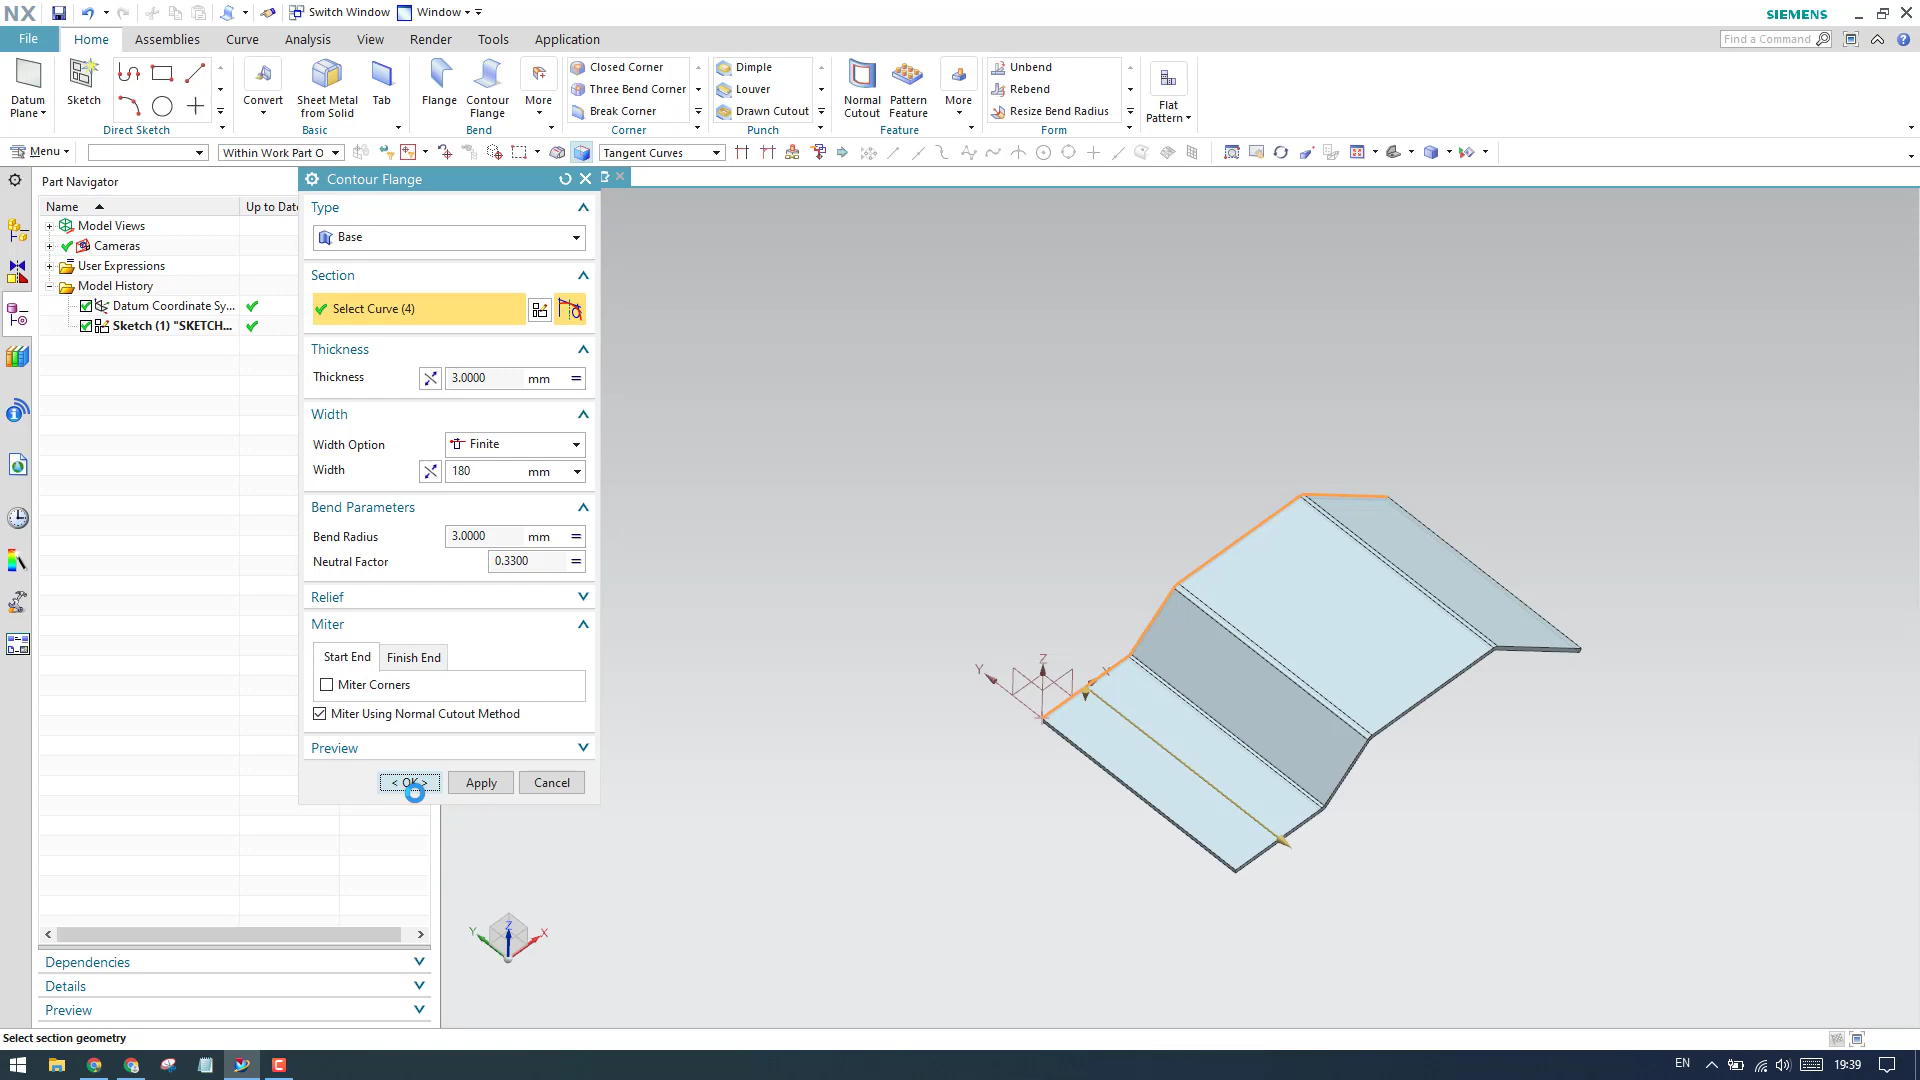 NX Switch Window Window SIEMENS
File Home Assemblies Curve Analysis View Render Tools Application Find a Command
Datum Plane Sketch Direct Sketch
Convert Sheet Metal from Solid Tab Basic
Flange Contour Flange More Bend
Closed Corner
Three Bend Corner
Break Corner
Corner
Dimple
Louver
Drawn Cutout
Punch
Normal Cutout Pattern Feature More Feature
Unbend
Rebend
Resize Bend Radius
Form
Flat Pattern
Menu Within Work Part O Tangent Curves
Part Navigator
Name Up to Date
Model Views
Cameras
User Expressions
Model History
Datum Coordinate Sy...
Sketch (1) "SKETCH...
Contour Flange
Type
Base
Section
Select Curve (4)
Thickness
Thickness 3.0000 mm =
Width
Width Option Finite
Width 180 mm
Bend Parameters
Bend Radius 3.0000 mm =
Neutral Factor 0.3300 =
Relief
Miter
Start End Finish End
Miter Corners
Miter Using Normal Cutout Method
Preview
< OK > Apply Cancel
Y Z X
Y Z X
Dependencies
Details
Preview
Select section geometry
EN 19:39